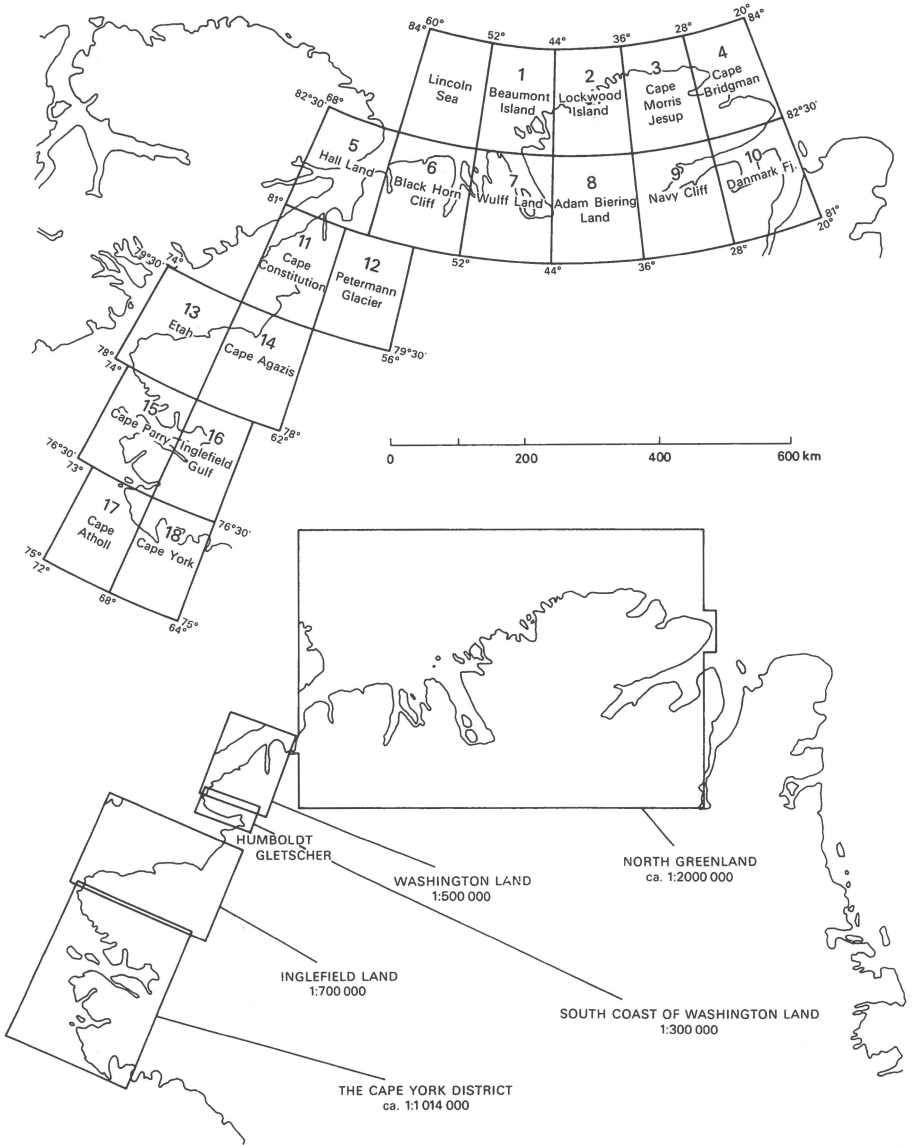 60°
84°
52°
44°
36°
28°
20°
84°
Lincoln
Sea
1
Beaumont
Island
2
Lockwood
Island
3
Cape
Morris
Jesup
4
Cape
Bridgman
82°30'
68°
82°30'
5
Hall Land
6
Black Horn
Cliff
7
Wulff Land
8
Adam Biering
Land
9
Navy Cliff
10
Danmark Fj.
61°
81°
20°
52°
44°
36°
28°
11
Cape
Constitution
12
Petermann
Glacier
79°30'
74°
79°30'
56°
13
Etah
14
Cape Agazis
78°
74°
78°
62°
15
Cape Parry
16
Tinglefield
Gulf
76°30'
73°
76°30'
17
Cape
Atholl
18
Cape York
75°
72°
68°
75°
64°
0 200 400 600 km
HUMBOLDT
GLETSCHER
NORTH GREENLAND
ca. 1:2000 000
WASHINGTON LAND
1:500 000
INGLEFIELD LAND
1:700 000
SOUTH COAST OF WASHINGTON LAND
1:300 000
THE CAPE YORK DISTRICT
ca. 1:1 014 000